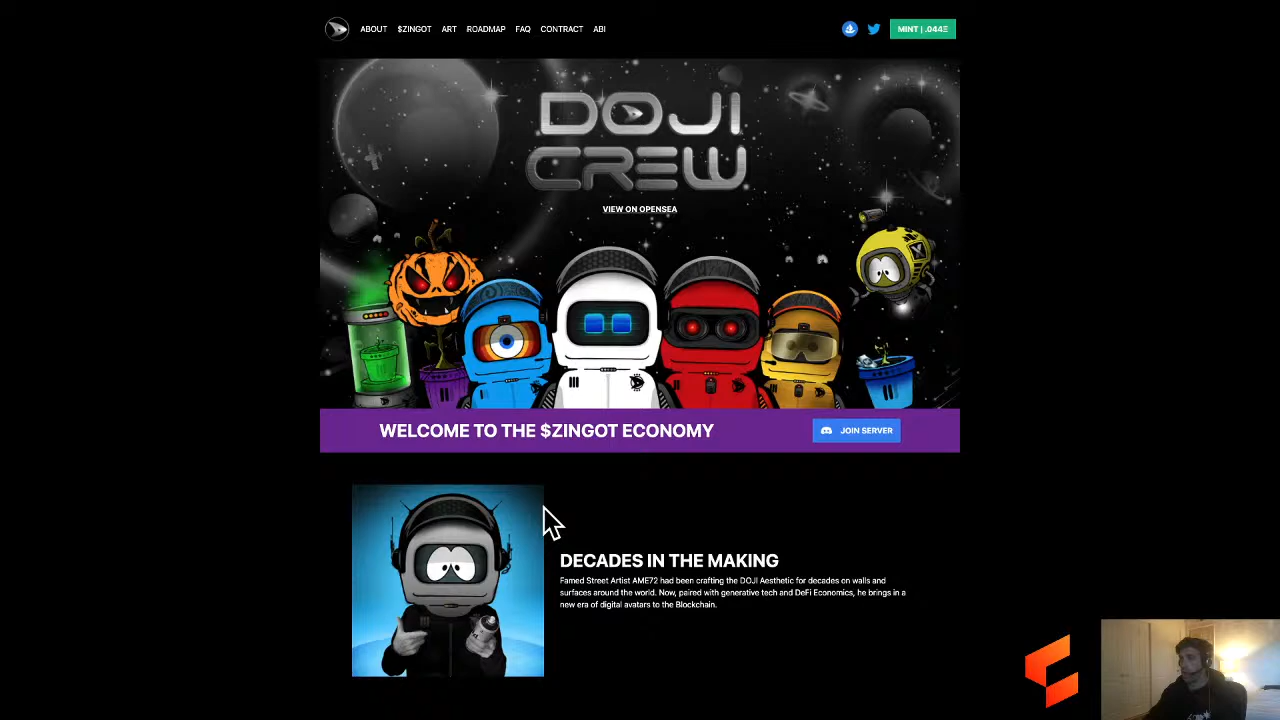 ABOUT $ZINGOT ART ROADMAP FAQ CONTRACT ABI MINT | .044Ξ
DOJI
CREW
VIEW ON OPENSEA
WELCOME TO THE $ZINGOT ECONOMY
JOIN SERVER
DECADES IN THE MAKING
Famed Street Artist AME72 had been crafting the DOJI Aesthetic for decades on walls and
surfaces around the world. Now, paired with generative tech and DeFi Economics, he brings in a
new era of digital avatars to the Blockchain.